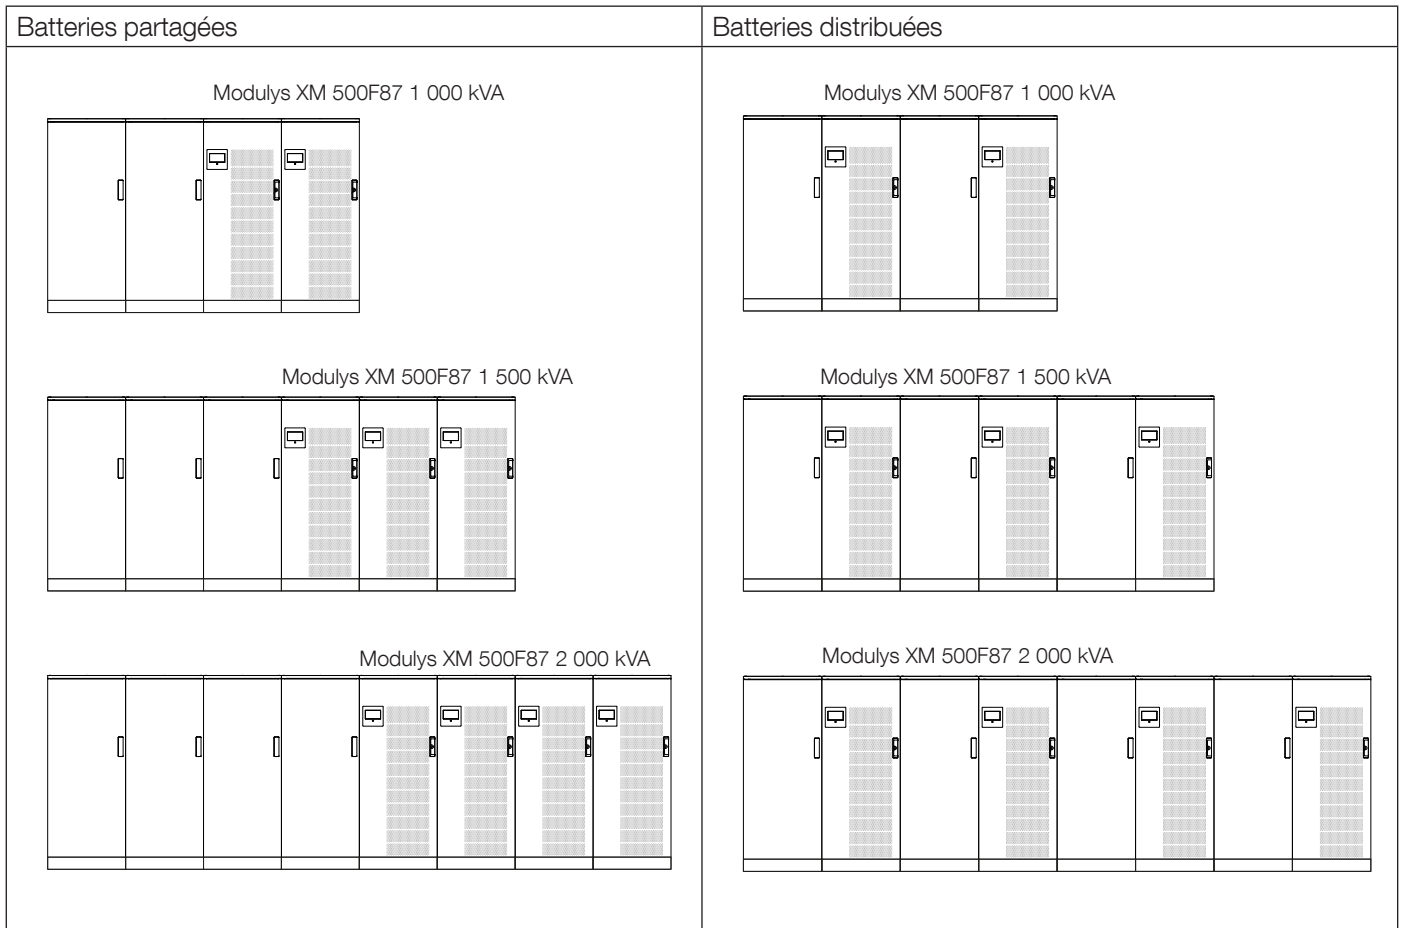 Batteries partagées
Batteries distribuées
Modulys XM 500F87 1 000 kVA
Modulys XM 500F87 1 000 kVA
Modulys XM 500F87 1 500 kVA
Modulys XM 500F87 1 500 kVA
Modulys XM 500F87 2 000 kVA
Modulys XM 500F87 2 000 kVA